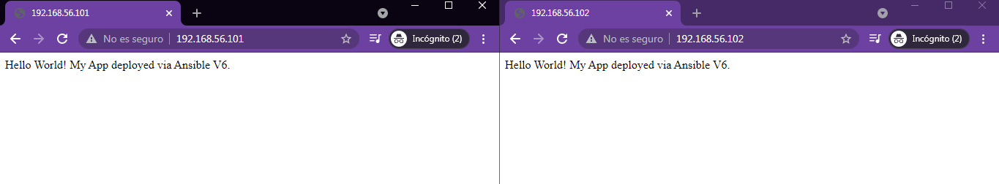 192.168.56.101
No es seguro 192.168.56.101 Incógnito (2)
Hello World! My App deployed via Ansible V6.
192.168.56.102
No es seguro 192.168.56.102 Incógnito (2)
Hello World! My App deployed via Ansible V6.